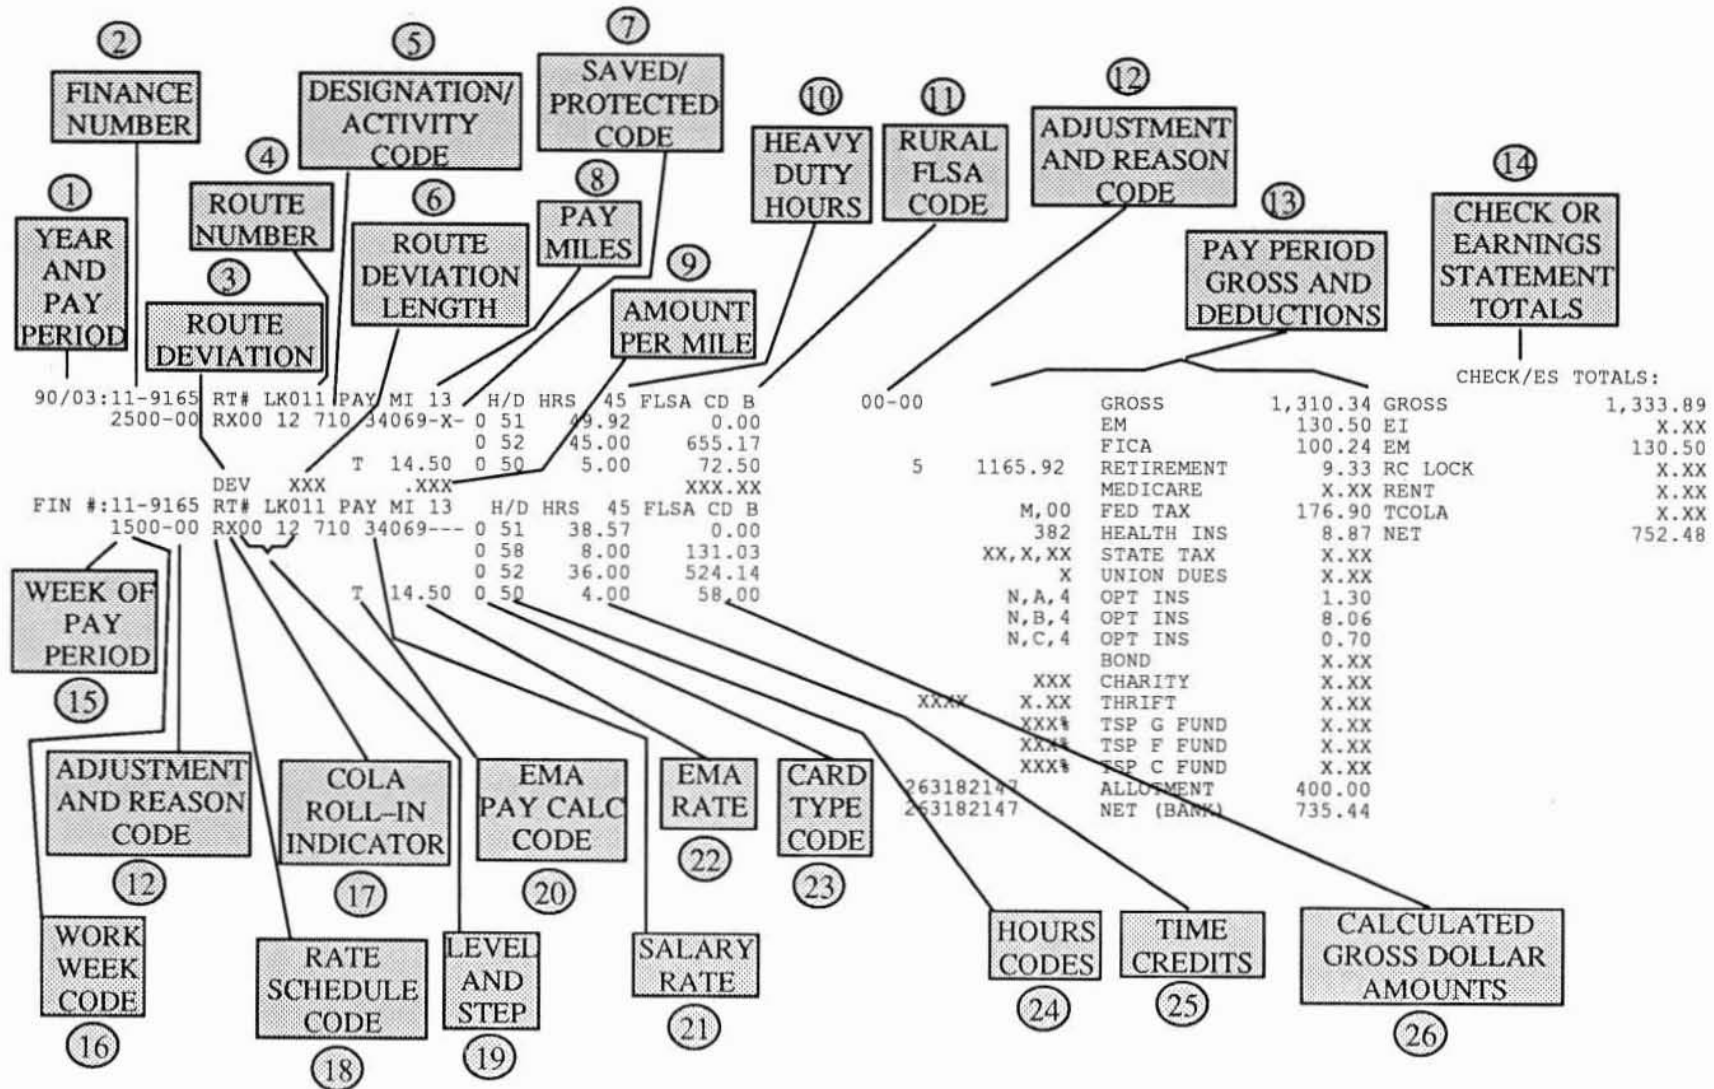 2
FINANCE
NUMBER
5
DESIGNATION/
ACTIVITY
CODE
7
SAVED/
PROTECTED
CODE
10
HEAVY
DUTY
HOURS
11
RURAL
FLSA
CODE
12
ADJUSTMENT
AND REASON
CODE
14
CHECK OR
EARNINGS
STATEMENT
TOTALS
1
YEAR
AND
PAY
PERIOD
4
ROUTE
NUMBER
6
ROUTE
DEVIATION
LENGTH
8
PAY
MILES
13
PAY PERIOD
GROSS AND
DEDUCTIONS
3
ROUTE
DEVIATION
9
AMOUNT
PER MILE
CHECK/ES TOTALS:
90/03:11-9165 RT# LK011 PAY MI 13 H/D HRS 45 FLSA CD B 00-00 GROSS 1,310.34 GROSS 1,333.89
2500-00 RX00 12 710 34069-X- 0 51 49.92 0.00 EM 130.50 EI X.XX
0 52 45.00 655.17 FICA 100.24 EM 130.50
T 14.50 0 50 5.00 72.50 5 1165.92 RETIREMENT 9.33 RC LOCK X.XX
DEV XXX .XXX XXX.XX MEDICARE X.XX RENT X.XX
FIN #:11-9165 RT# LK011 PAY MI 13 H/D HRS 45 FLSA CD B M,00 FED TAX 176.90 TCOLA X.XX
1500-00 RX00 12 710 34069--- 0 51 38.57 0.00 382 HEALTH INS 8.87 NET 752.48
0 58 8.00 131.03 XX,X,XX STATE TAX X.XX
0 52 36.00 524.14 X UNION DUES X.XX
T 14.50 0 50 4.00 58.00 N,A,4 OPT INS 1.30
N,B,4 OPT INS 8.06
N,C,4 OPT INS 0.70
BOND X.XX
XXX CHARITY X.XX
XXXX X.XX THRIFT X.XX
XXX% TSP G FUND X.XX
XXX% TSP F FUND X.XX
XXX% TSP C FUND X.XX
263182147 ALLOTMENT 400.00
263182147 NET (BANK) 735.44
WEEK OF
PAY
PERIOD
15
ADJUSTMENT
AND REASON
CODE
12
COLA
ROLL-IN
INDICATOR
17
EMA
PAY CALC
CODE
20
EMA
RATE
22
CARD
TYPE
CODE
23
WORK
WEEK
CODE
16
RATE
SCHEDULE
CODE
18
LEVEL
AND
STEP
19
SALARY
RATE
21
HOURS
CODES
24
TIME
CREDITS
25
CALCULATED
GROSS DOLLAR
AMOUNTS
26